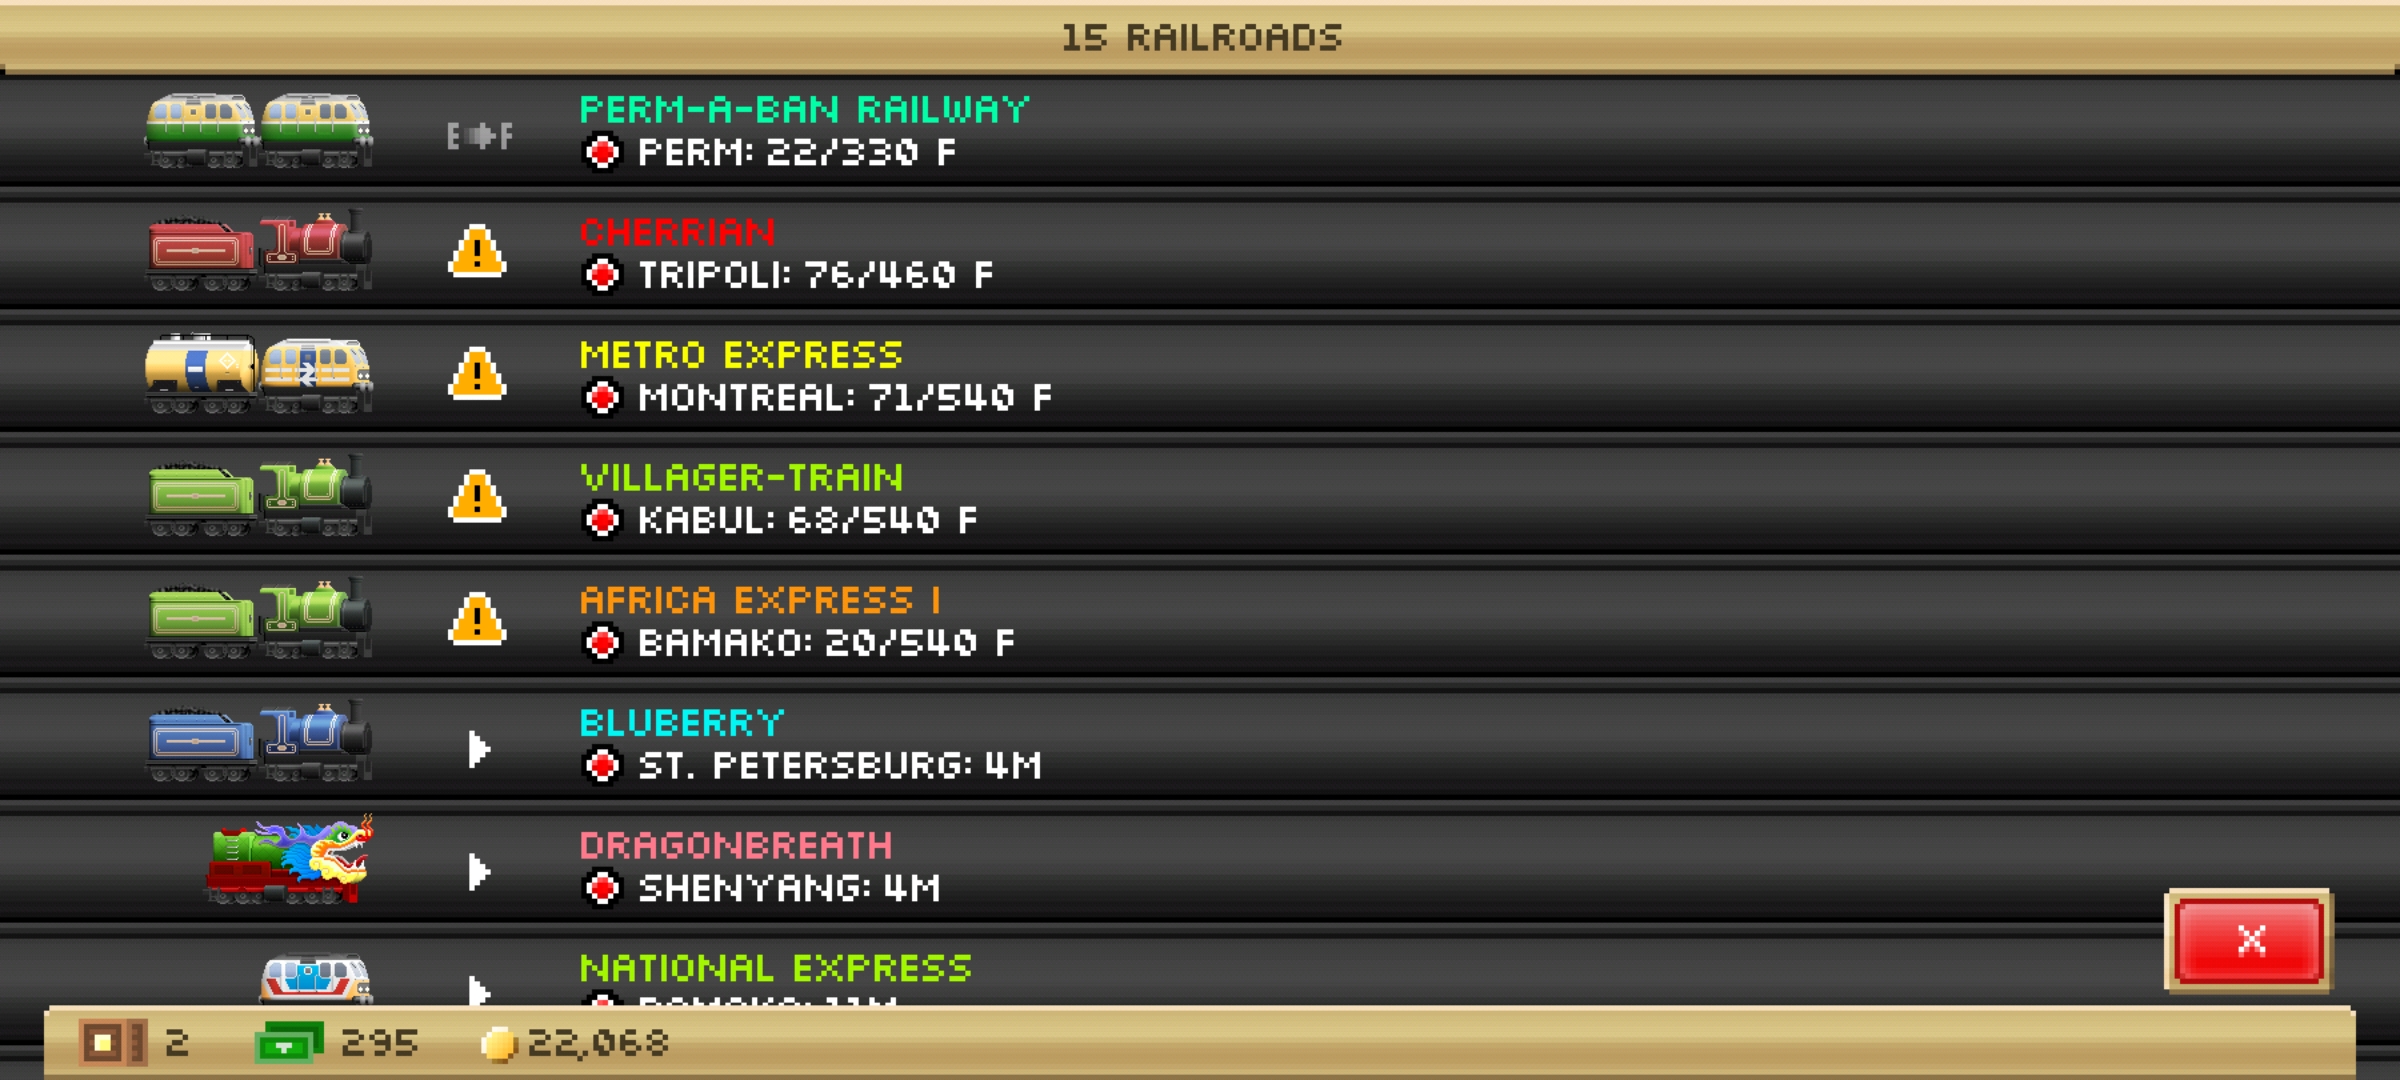 15 RAILROADS
PERM-A-BAN RAILWAY
E F
PERM: 22/330 F
CHERRIAN
TRIPOLI: 76/460 F
METRO EXPRESS
MONTREAL: 71/540 F
VILLAGER-TRAIN
KABUL: 68/540 F
AFRICA EXPRESS I
BAMAKO: 20/540 F
BLUBERRY
ST. PETERSBURG: 4M
DRAGONBREATH
SHENYANG: 4M
NATIONAL EXPRESS
BAMAKO: 11M
X
2 295 22,068